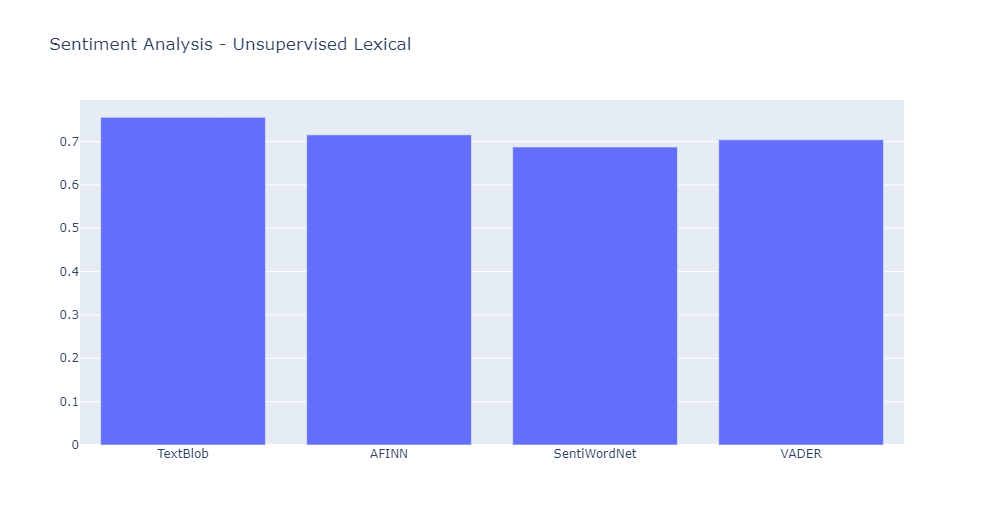 Sentiment Analysis - Unsupervised Lexical
0.7
0.6
0.5
0.4
0.3
0.2
0.1
0
TextBlob
AFINN
SentiWordNet
VADER